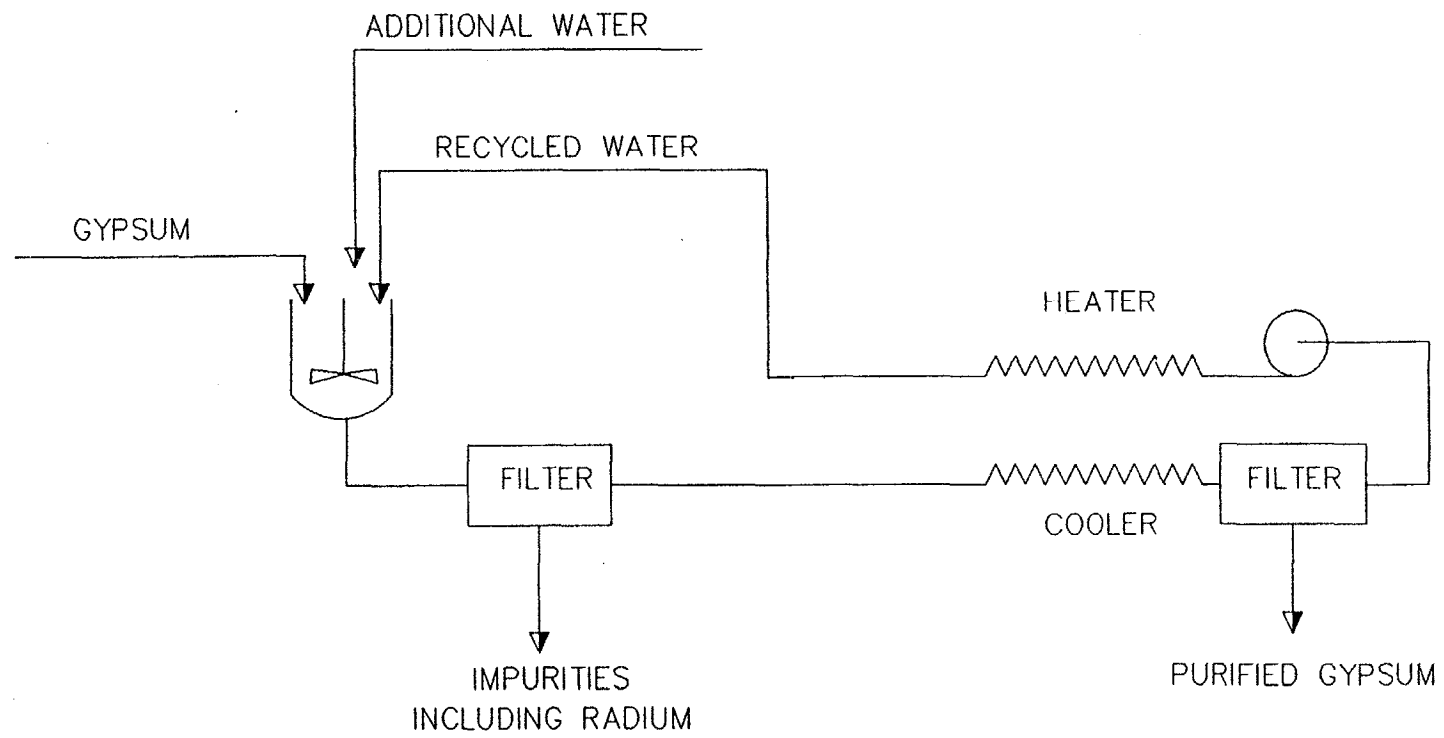 ADDITIONAL WATER
RECYCLED WATER
GYPSUM
HEATER
FILTER
FILTER
COOLER
IMPURITIES
INCLUDING RADIUM
PURIFIED GYPSUM